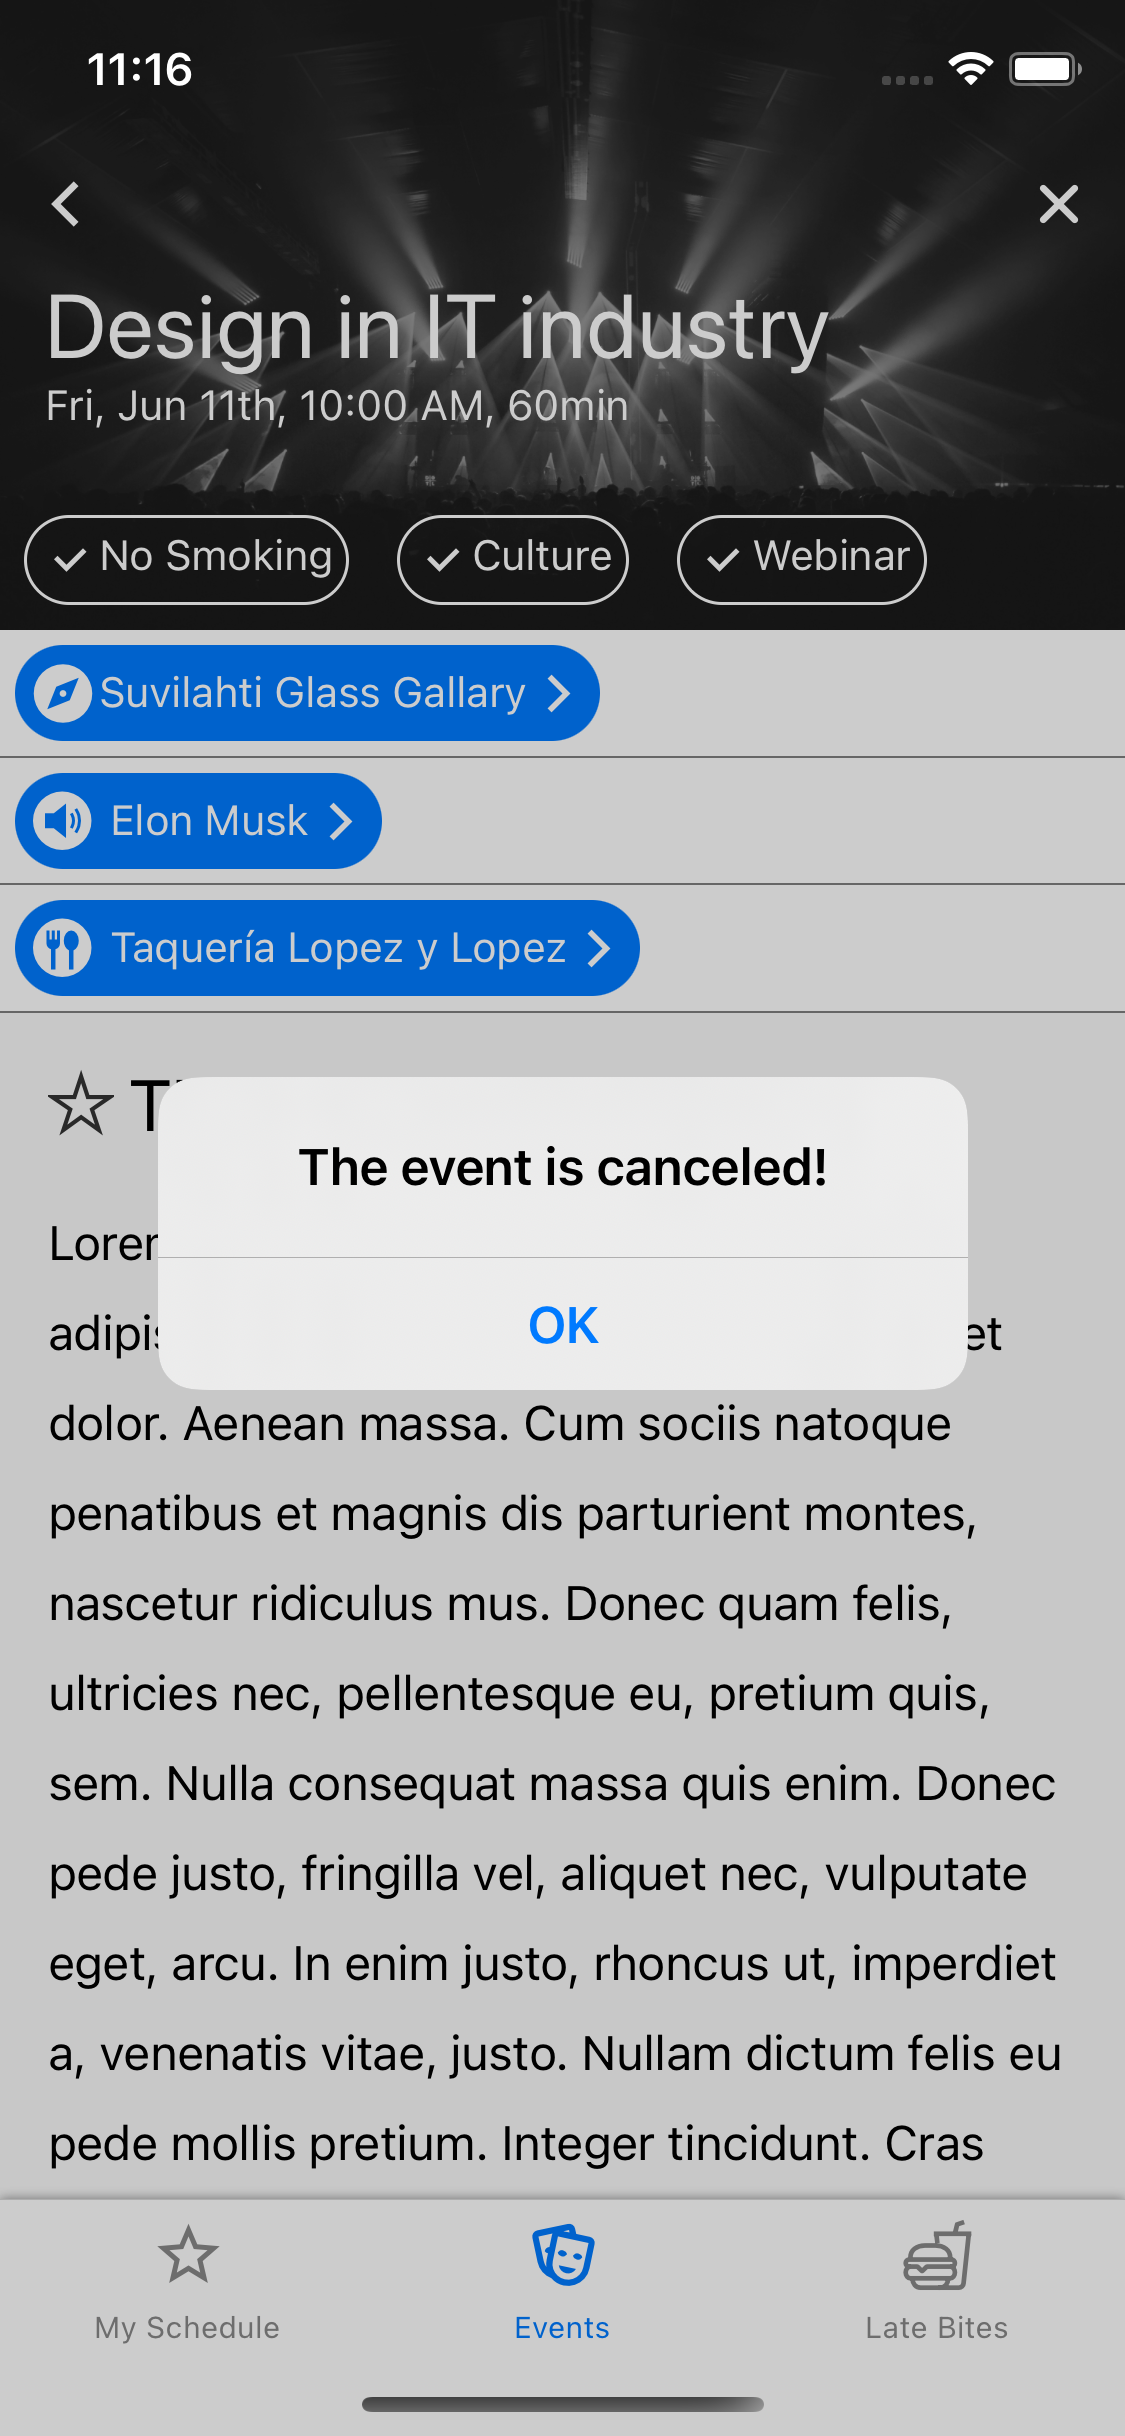 11:16
Design in IT industry
Fri, Jun 11th, 10:00 AM, 60min
No Smoking Culture Webinar
Suvilahti Glass Gallary
Elon Musk
Taquería Lopez y Lopez
The event is canceled!
OK
et
dolor. Aenean massa. Cum sociis natoque
penatibus et magnis dis parturient montes,
nascetur ridiculus mus. Donec quam felis,
ultricies nec, pellentesque eu, pretium quis,
sem. Nulla consequat massa quis enim. Donec
pede justo, fringilla vel, aliquet nec, vulputate
eget, arcu. In enim justo, rhoncus ut, imperdiet
a, venenatis vitae, justo. Nullam dictum felis eu
pede mollis pretium. Integer tincidunt. Cras
My Schedule Events Late Bites